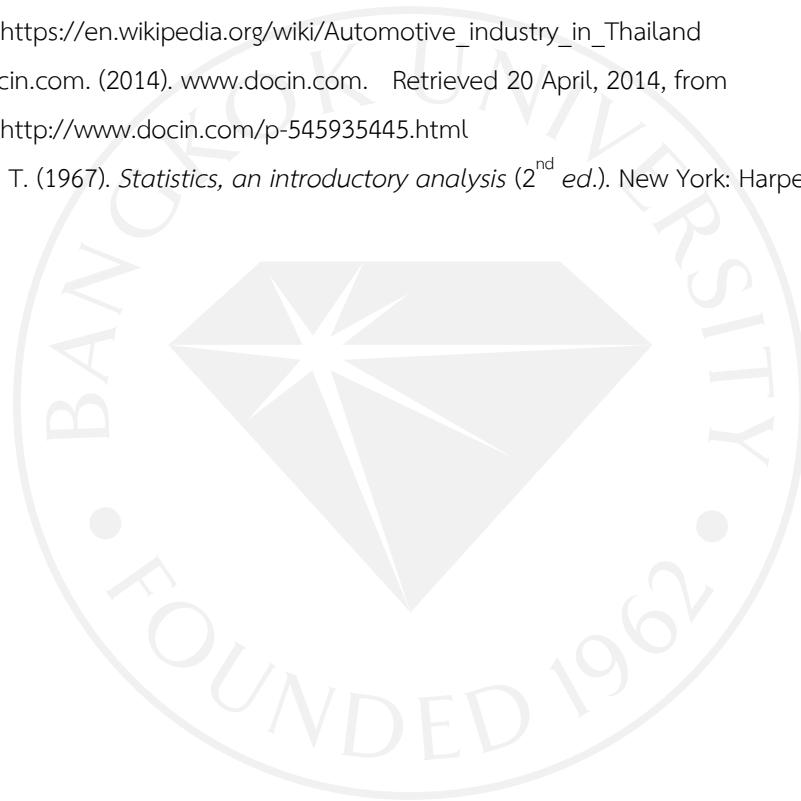 https://en.wikipedia.org/wiki/Automotive_industry_in_Thailand
cin.com. (2014). www.docin.com. Retrieved 20 April, 2014, from
http://www.docin.com/p-545935445.html
T. (1967). Statistics, an introductory analysis (2nd ed.). New York: Harpe
BANGKOK UNIVERSITY
• FOUNDED 1962 •